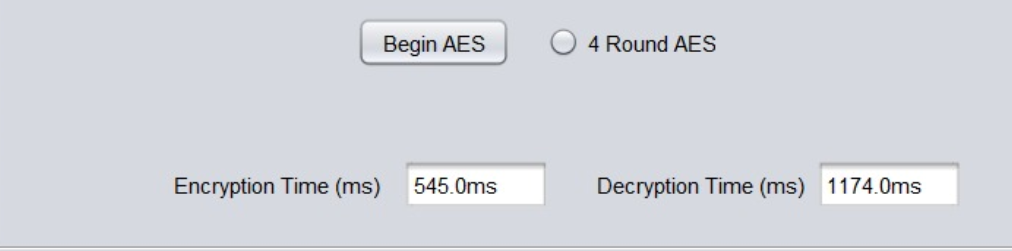 Begin AES 4 Round AES
Encryption Time (ms) 545.0ms Decryption Time (ms) 1174.0ms